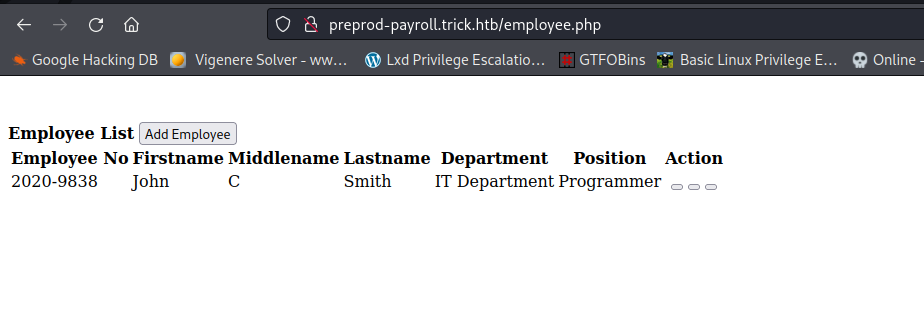 preprod-payroll.trick.htb/employee.php
Google Hacking DB Vigenere Solver - ww... Lxd Privilege Escalatio... GTFOBins Basic Linux Privilege E... Online -
Employee List Add Employee
Employee No Firstname Middlename Lastname Department Position Action
2020-9838 John C Smith IT Department Programmer